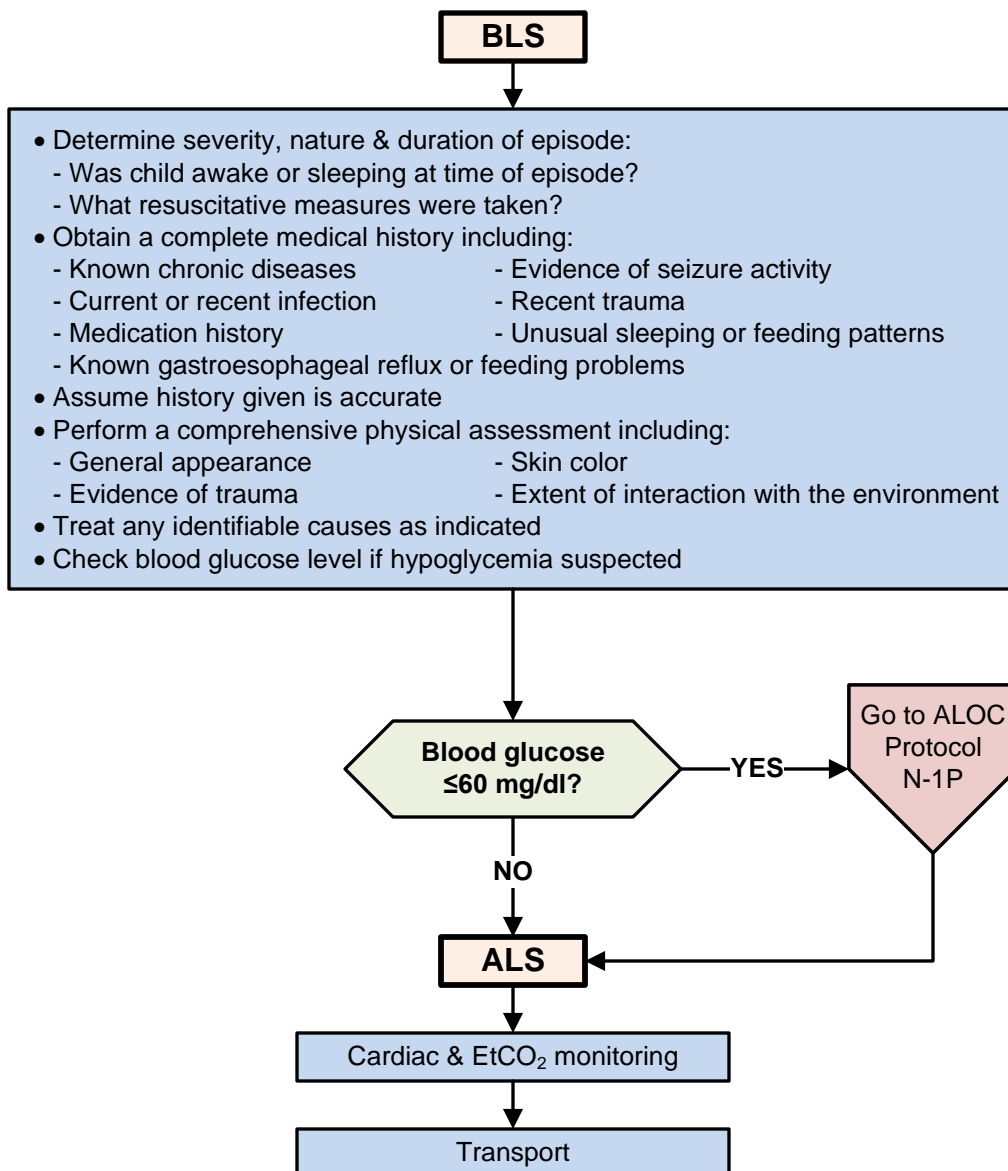 BLS
• Determine severity, nature & duration of episode:
- Was child awake or sleeping at time of episode?
- What resuscitative measures were taken?
• Obtain a complete medical history including:
- Known chronic diseases - Evidence of seizure activity
- Current or recent infection - Recent trauma
- Medication history - Unusual sleeping or feeding patterns
- Known gastroesophageal reflux or feeding problems
• Assume history given is accurate
• Perform a comprehensive physical assessment including:
- General appearance - Skin color
- Evidence of trauma - Extent of interaction with the environment
• Treat any identifiable causes as indicated
• Check blood glucose level if hypoglycemia suspected
Blood glucose
≤60 mg/dl?
YES
Go to ALOC
Protocol
N-1P
NO
ALS
Cardiac & EtCO₂ monitoring
Transport